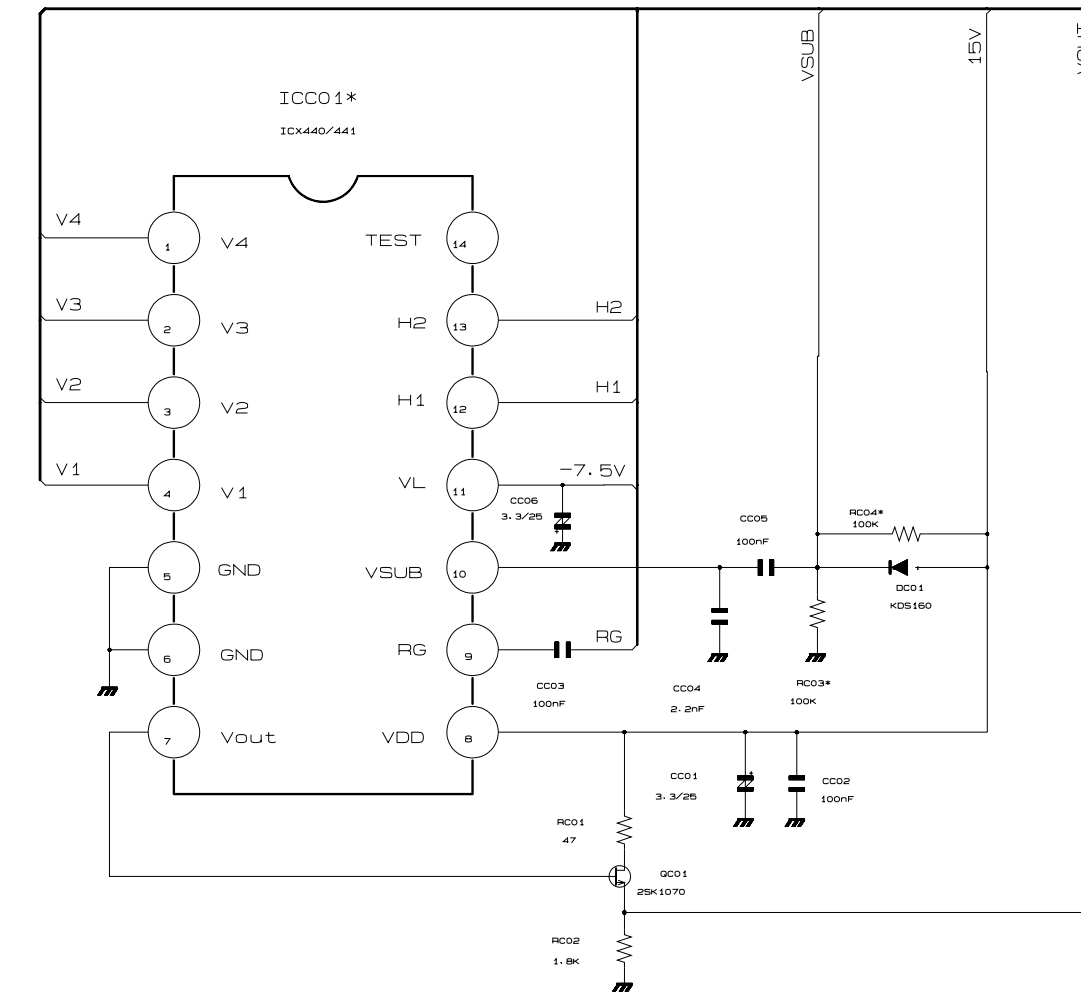 VSUB
15V
ICC01*
ICX440/441
V4
1
V4
TEST
14
V3
2
V3
H2
13
H2
V2
3
V2
H1
12
H1
V1
4
V1
VL
11
-7.5V
CC06
3.3/25
+
CC05
100nF
RC04*
100K
5
GND
VSUB
10
DC01
KDS160
6
GND
RG
9
RG
CC03
100nF
CC04
2.2nF
RC03*
100K
7
Vout
VDD
8
CC01
3.3/25
+
CC02
100nF
RC01
47
QC01
2SK1070
RC02
1.8K